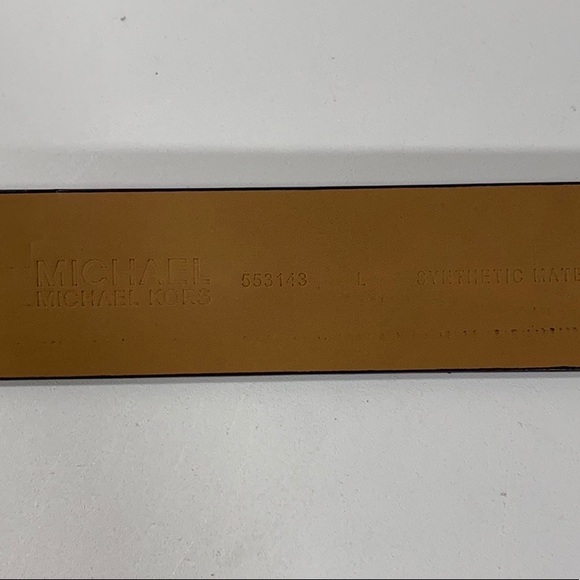 MICHAEL
MICHAEL KORS
553143 L SYNTHETIC MATE